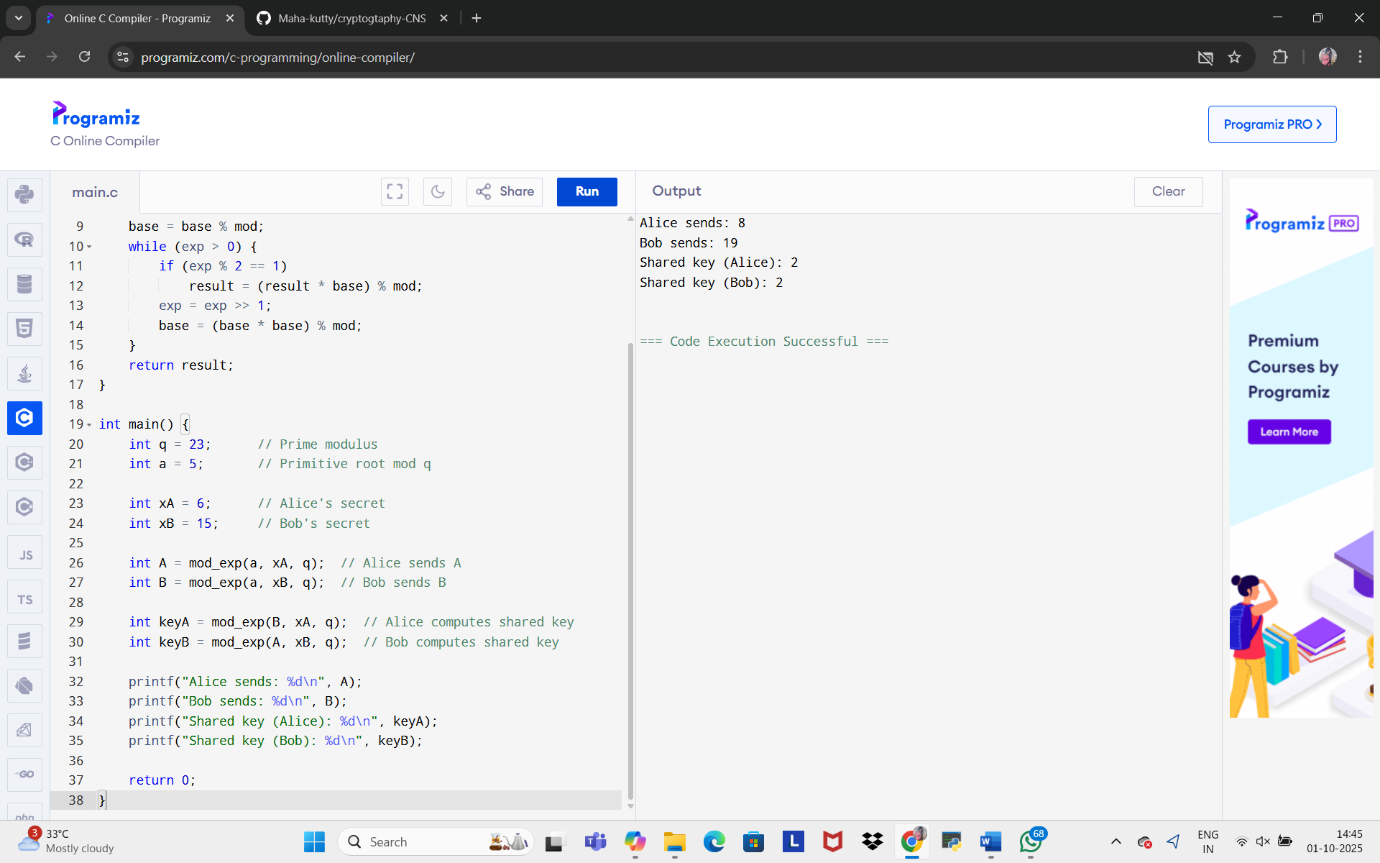 Online C Compiler - Programiz
Maha-kutty/cryptogtaphy-CNS
programiz.com/c-programming/online-compiler/
Programiz
C Online Compiler
Programiz PRO
main.c
Share
Run
Output
Clear
9 base = base % mod;
10 while (exp > 0) {
11 if (exp % 2 == 1)
12 result = (result * base) % mod;
13 exp = exp >> 1;
14 base = (base * base) % mod;
15 }
16 return result;
17 }
18
19 int main() {
20 int q = 23; // Prime modulus
21 int a = 5; // Primitive root mod q
22
23 int xA = 6; // Alice's secret
24 int xB = 15; // Bob's secret
25
26 int A = mod_exp(a, xA, q); // Alice sends A
27 int B = mod_exp(a, xB, q); // Bob sends B
28
29 int keyA = mod_exp(B, xA, q); // Alice computes shared key
30 int keyB = mod_exp(A, xB, q); // Bob computes shared key
31
32 printf("Alice sends: %d\n", A);
33 printf("Bob sends: %d\n", B);
34 printf("Shared key (Alice): %d\n", keyA);
35 printf("Shared key (Bob): %d\n", keyB);
36
37 return 0;
38 }
Alice sends: 8
Bob sends: 19
Shared key (Alice): 2
Shared key (Bob): 2
=== Code Execution Successful ===
Programiz PRO
Premium
Courses by
Programiz
Learn More
JS
TS
GO
php
3
33°C
Mostly cloudy
Search
L
W
68
ENG
IN
14:45
01-10-2025